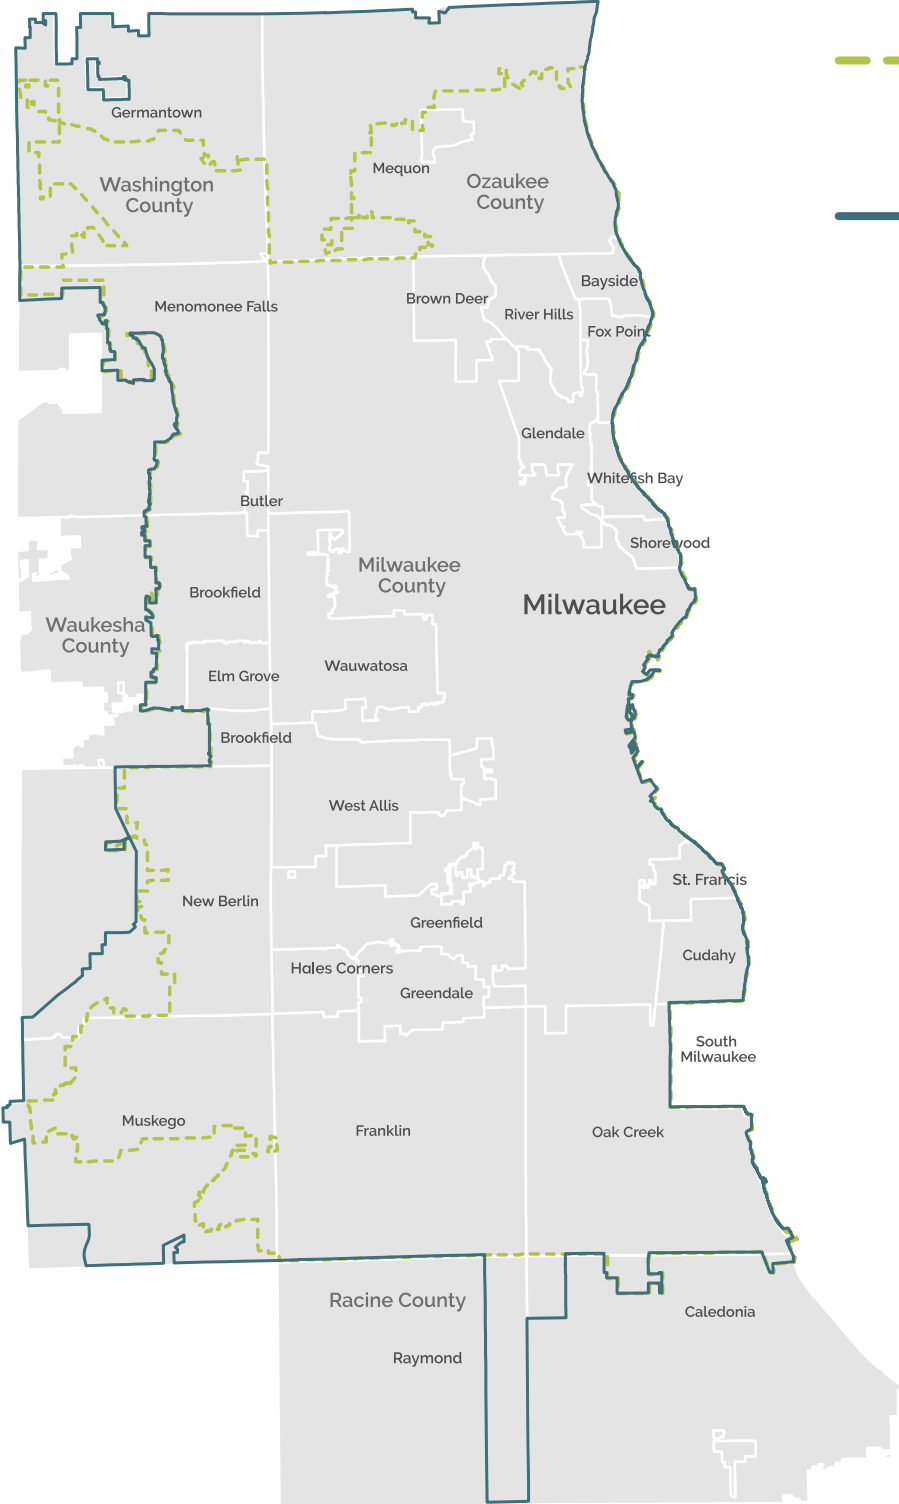 Germantown
Mequon
Washington
County
Ozaukee
County
Bayside
Menomonee Falls
Brown Deer
River Hills
Fox Point
Glendale
Whitefish Bay
Butler
Shorewood
Milwaukee
County
Brookfield
Milwaukee
Waukesha
County
Wauwatosa
Elm Grove
Brookfield
West Allis
St. Francis
New Berlin
Greenfield
Cudahy
Hales Corners
Greendale
South
Milwaukee
Muskego
Franklin
Oak Creek
Racine County
Caledonia
Raymond